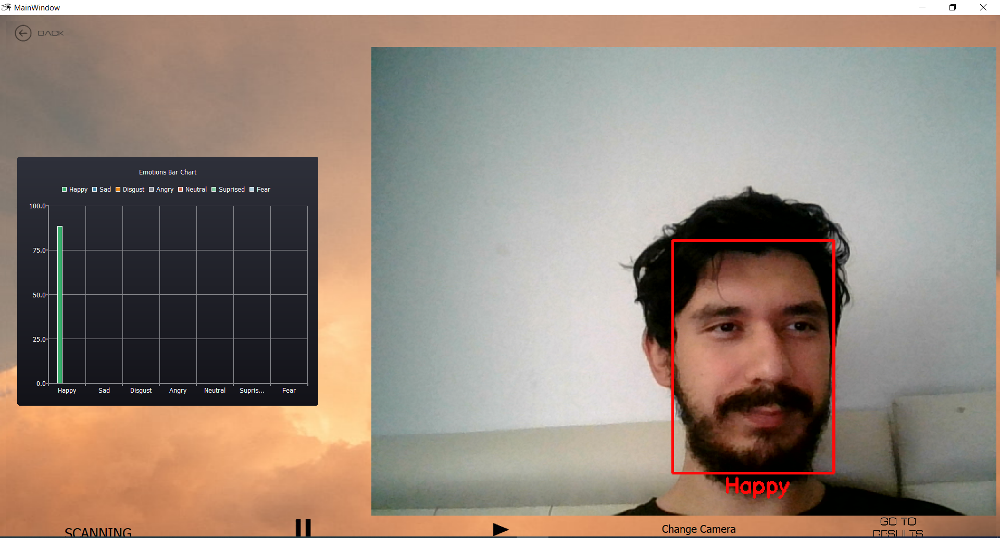 MainWindow
BACK
Emotions Bar Chart
Happy Sad Disgust Angry Neutral Suprised Fear
100.0
75.0
50.0
25.0
0.0
Happy Sad Disgust Angry Neutral Supris... Fear
Happy
SCANNING
Change Camera
GO TO
RESULTS